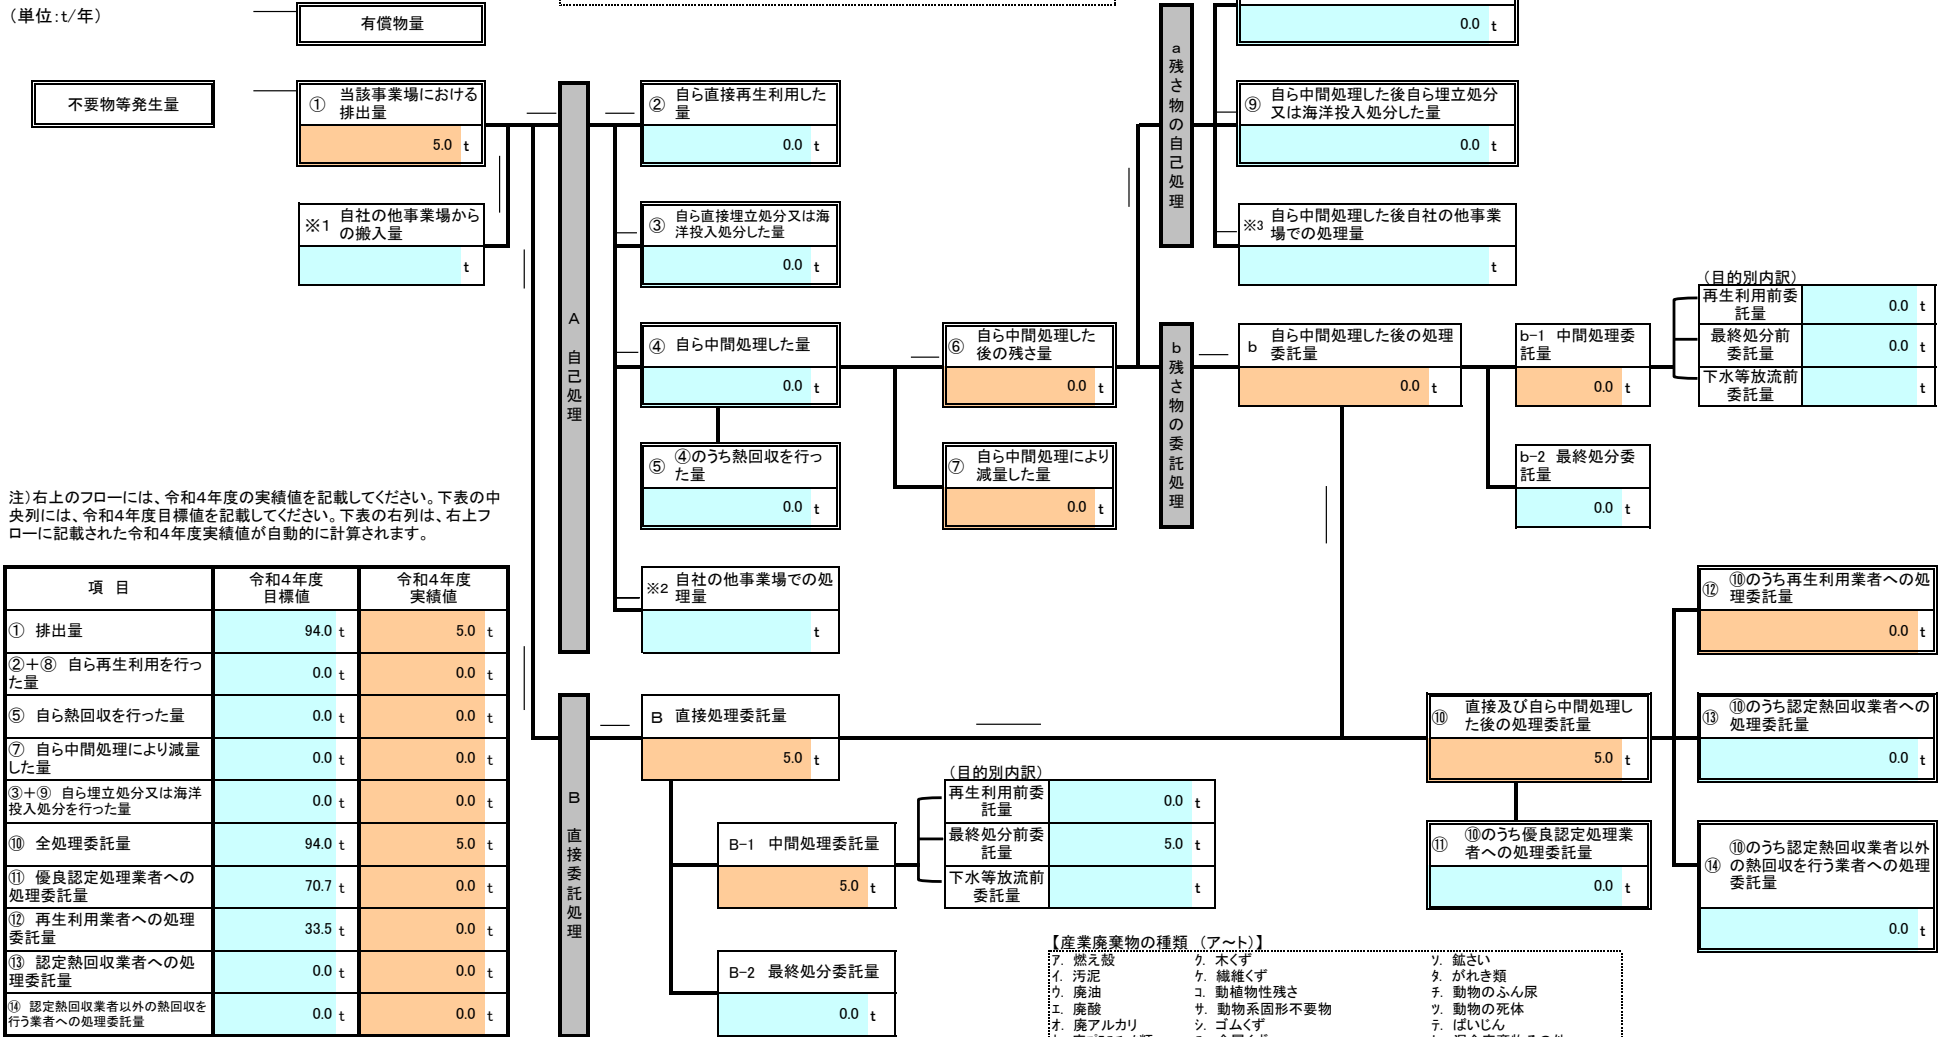 （単位:t/年）
有償物量
0.0 t
不要物等発生量
① 当該事業場における
排出量
5.0 t
② 自ら直接再生利用した
量
0.0 t
a 残さ物の自己処理
⑨ 自ら中間処理した後自ら埋立処分
又は海洋投入処分した量
0.0 t
※1 自社の他事業場から
の搬入量
t
③ 自ら直接埋立処分又は海
洋投入処分した量
0.0 t
※3 自ら中間処理した後自社の他事業
場での処理量
t
A 自己処理
④ 自ら中間処理した量
0.0 t
⑥ 自ら中間処理した
後の残さ量
0.0 t
b 残さ物の委託処理
b 自ら中間処理した後の処理
委託量
0.0 t
b-1 中間処理委
託量
0.0 t
（目的別内訳）
再生利用前委
託量
0.0 t
最終処分前
委託量
0.0 t
下水等放流前
委託量
t
⑤ ④のうち熱回収を行っ
た量
0.0 t
⑦ 自ら中間処理により
減量した量
0.0 t
b-2 最終処分委
託量
0.0 t
注）右上のフローには、令和4年度の実績値を記載してください。下表の中
央列には、令和4年度目標値を記載してください。下表の右列は、右上フ
ローに記載された令和4年度実績値が自動的に計算されます。
※2 自社の他事業場での処
理量
t
項 目 令和4年度 目標値 令和4年度 実績値
① 排出量 94.0 t 5.0 t
②＋⑧ 自ら再生利用を行っ
た量 0.0 t 0.0 t
⑤ 自ら熱回収を行った量 0.0 t 0.0 t
⑦ 自ら中間処理により減量
した量 0.0 t 0.0 t
③＋⑨ 自ら埋立処分又は海洋
投入処分を行った量 0.0 t 0.0 t
⑩ 全処理委託量 94.0 t 5.0 t
⑪ 優良認定処理業者への
処理委託量 70.7 t 0.0 t
⑫ 再生利用業者への処理
委託量 33.5 t 0.0 t
⑬ 認定熱回収業者への処
理委託量 0.0 t 0.0 t
⑭ 認定熱回収業者以外の熱回収を
行う業者への処理委託量 0.0 t 0.0 t
B 直接委託処理
B 直接処理委託量
5.0 t
B-1 中間処理委託量
5.0 t
（目的別内訳）
再生利用前委
託量
0.0 t
最終処分前委
託量
5.0 t
下水等放流前
委託量
t
B-2 最終処分委託量
0.0 t
⑩ 直接及び自ら中間処理し
た後の処理委託量
5.0 t
⑪ ⑩のうち優良認定処理業
者への処理委託量
0.0 t
⑫ ⑩のうち再生利用業者への処
理委託量
0.0 t
⑬ ⑩のうち認定熱回収業者への
処理委託量
0.0 t
⑭ ⑩のうち認定熱回収業者以外
の熱回収を行う業者への処理
委託量
0.0 t
【産業廃棄物の種類 （ア～ト）】
ア. 燃え殻 ク. 木くず ソ. 鉱さい
イ. 汚泥 ケ. 繊維くず タ. がれき類
ウ. 廃油 コ. 動植物性残さ チ. 動物のふん尿
エ. 廃酸 サ. 動物系固形不要物 ツ. 動物の死体
オ. 廃アルカリ シ. ゴムくず テ. ばいじん